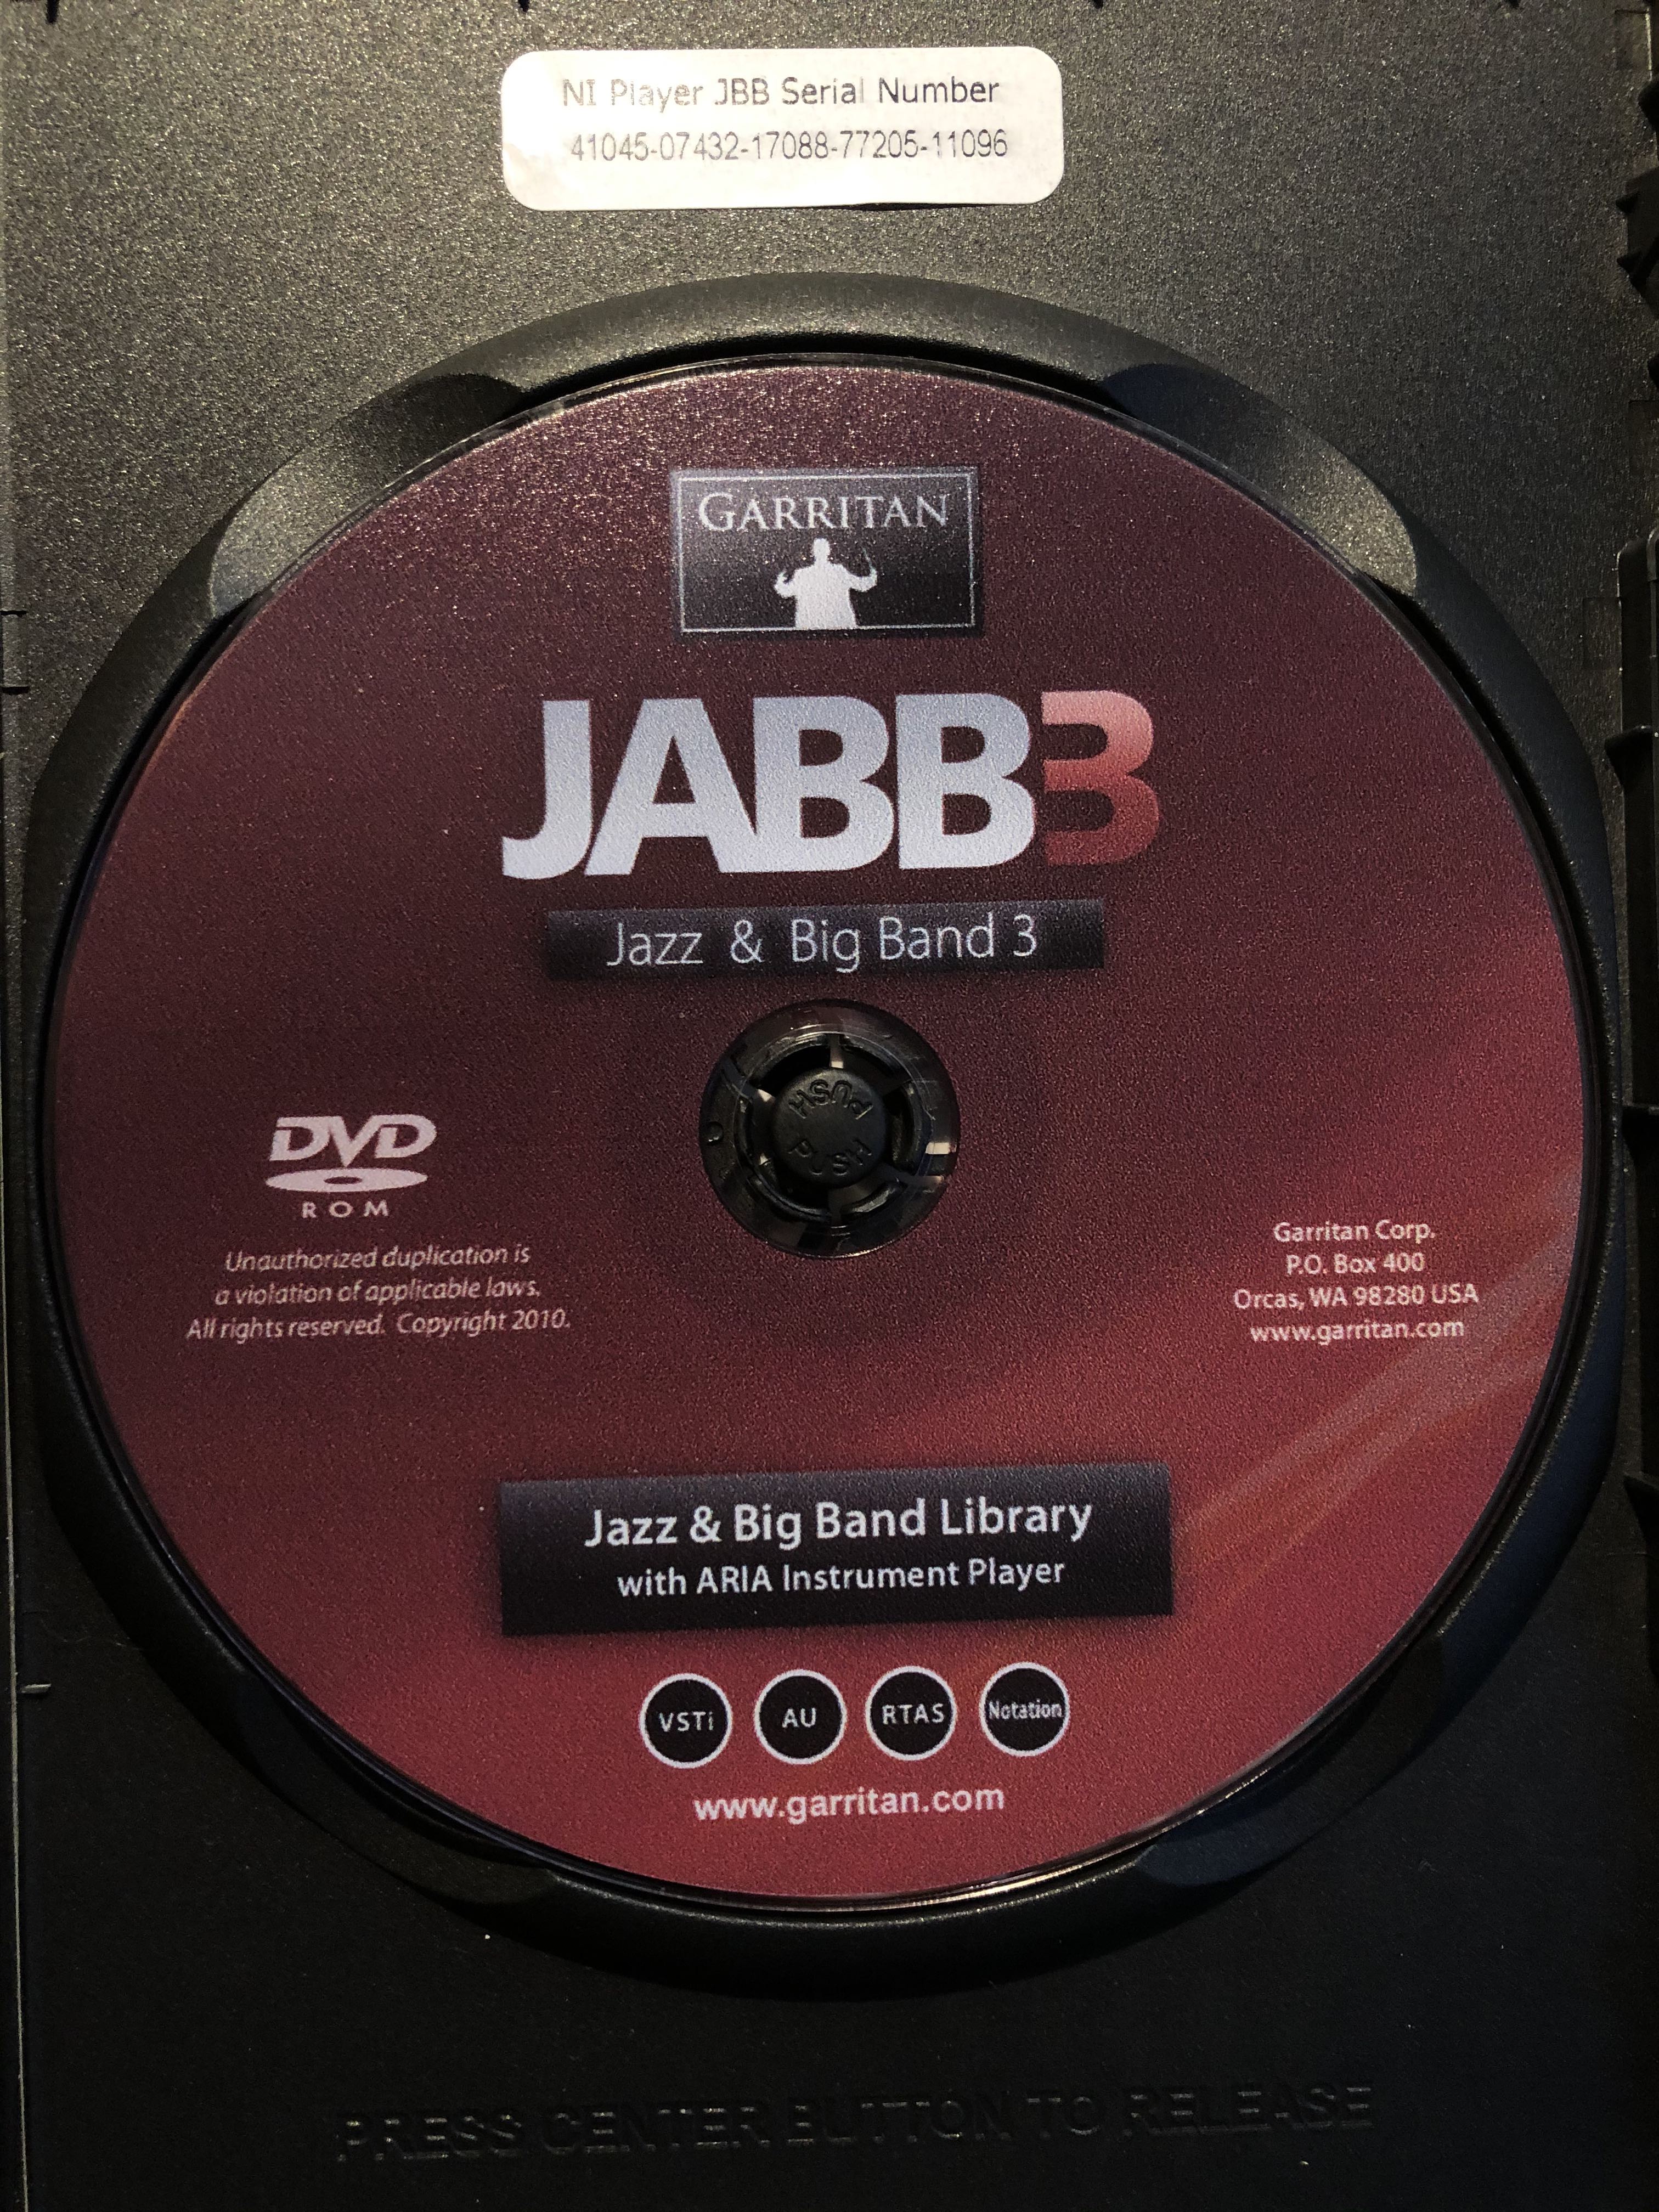 NI Player JBB Serial Number
41045-07432-17088-77205-11096
GARRITAN
JABB3
Jazz & Big Band 3
PUSH
PUSH
DVD
ROM
Unauthorized duplication is
a violation of applicable laws.
All rights reserved. Copyright 2010.
Garritan Corp.
P.O. Box 400
Orcas, WA 98280 USA
www.garritan.com
Jazz & Big Band Library
with ARIA Instrument Player
VSTi AU RTAS Notation
www.garritan.com
PRESS CENTER BUTTON TO RELEASE